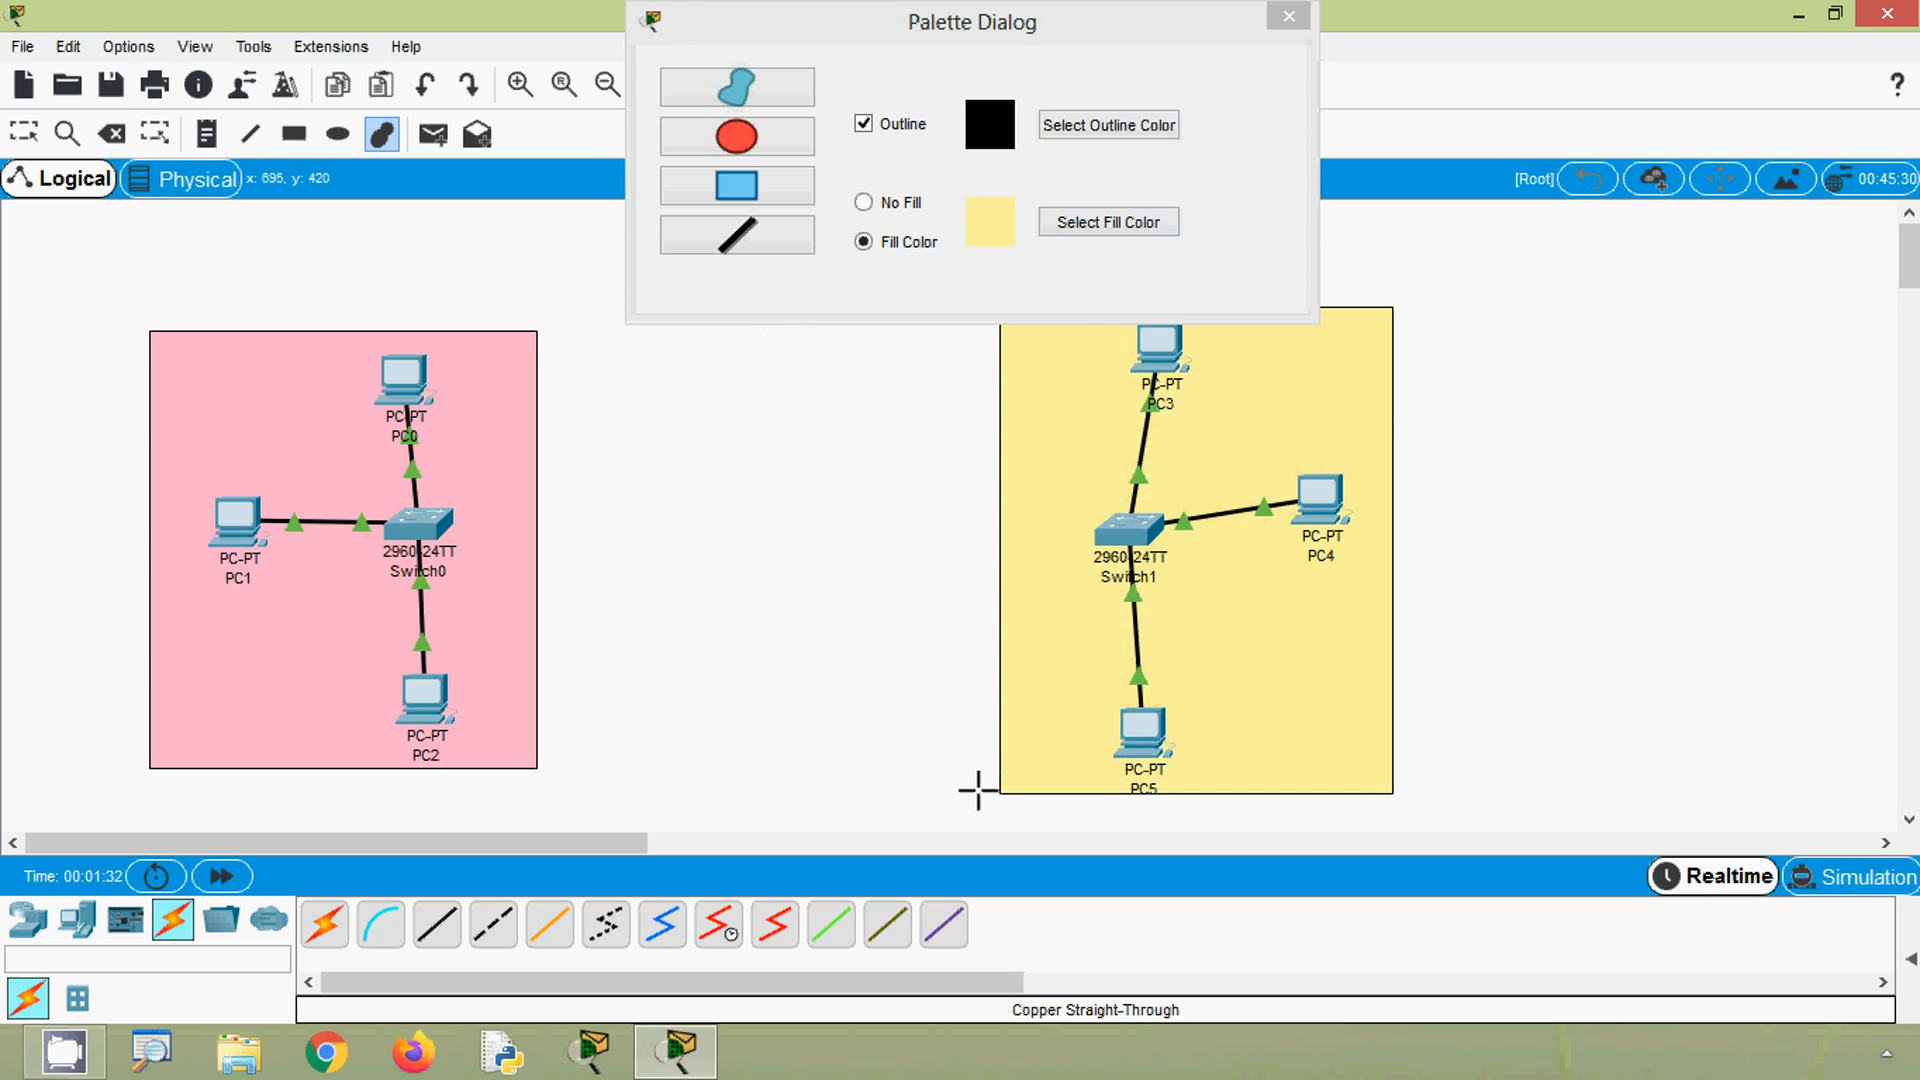 Palette Dialog
File Edit Options View Tools Extensions Help
Outline
Select Outline Color
No Fill
Fill Color
Select Fill Color
Logical
Physical
x: 695, y: 420
[Root]
00:45:30
PC-PT
PC0
PC-PT
PC1
2960-24TT
Switch0
PC-PT
PC2
PC-PT
PC3
PC-PT
PC4
2960-24TT
Switch1
PC-PT
PC5
Time: 00:01:32
Realtime
Simulation
Copper Straight-Through